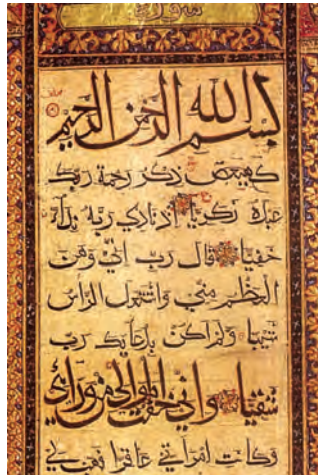 بسم الله الرحمن الرحيم
كهيعص ذكر رحمة ربك
عبده زكريا اذ نادى ربه نداء
خفيا قال رب اني وهن
العظم مني واشتعل الراس
شيبا ولم اكن بدعائك رب
شقيا واني خفت الموالي من ورائي
وكانت امراتي عاقرا فهب لي